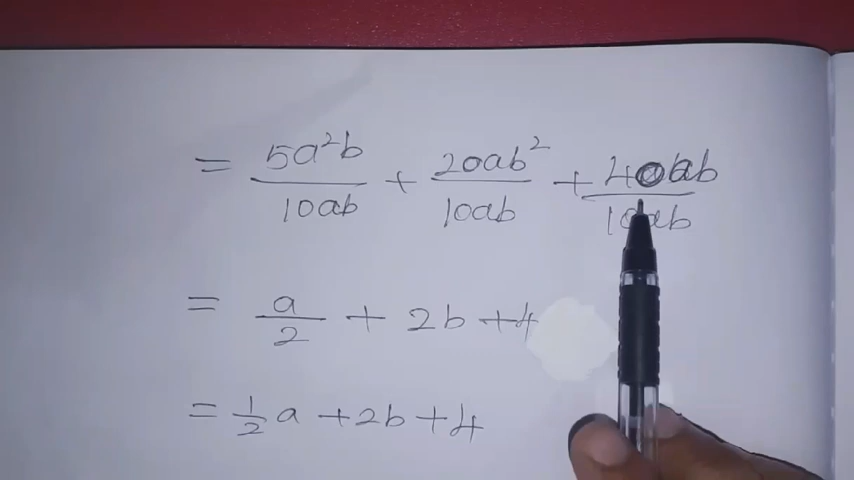 = 5a²b/10ab + 20ab²/10ab + 40ab/10ab
= a/2 + 2b + 4
= 1/2 a + 2b + 4